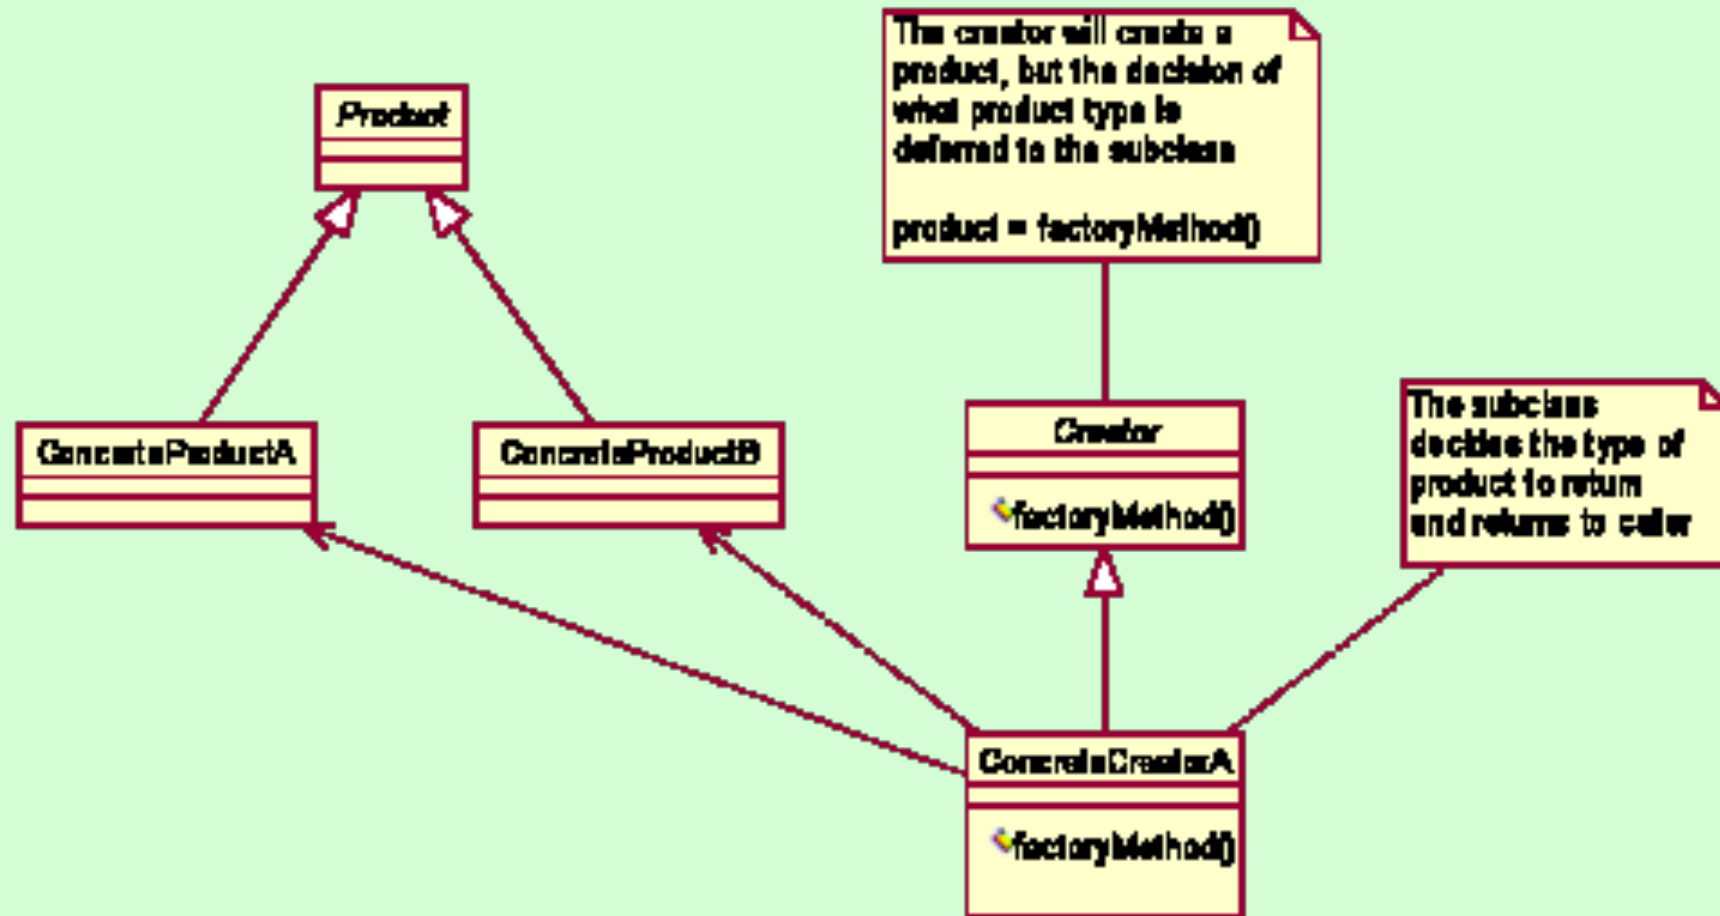 The creator will create a
product, but the decision of
what product type is
deferred to the subclass
product = factoryMethod()
Product
ConcreteProductA
ConcreteProductB
Creator
factoryMethod()
The subclass
decides the type of
product to return
and returns to caller
ConcreteCreatorA
factoryMethod()